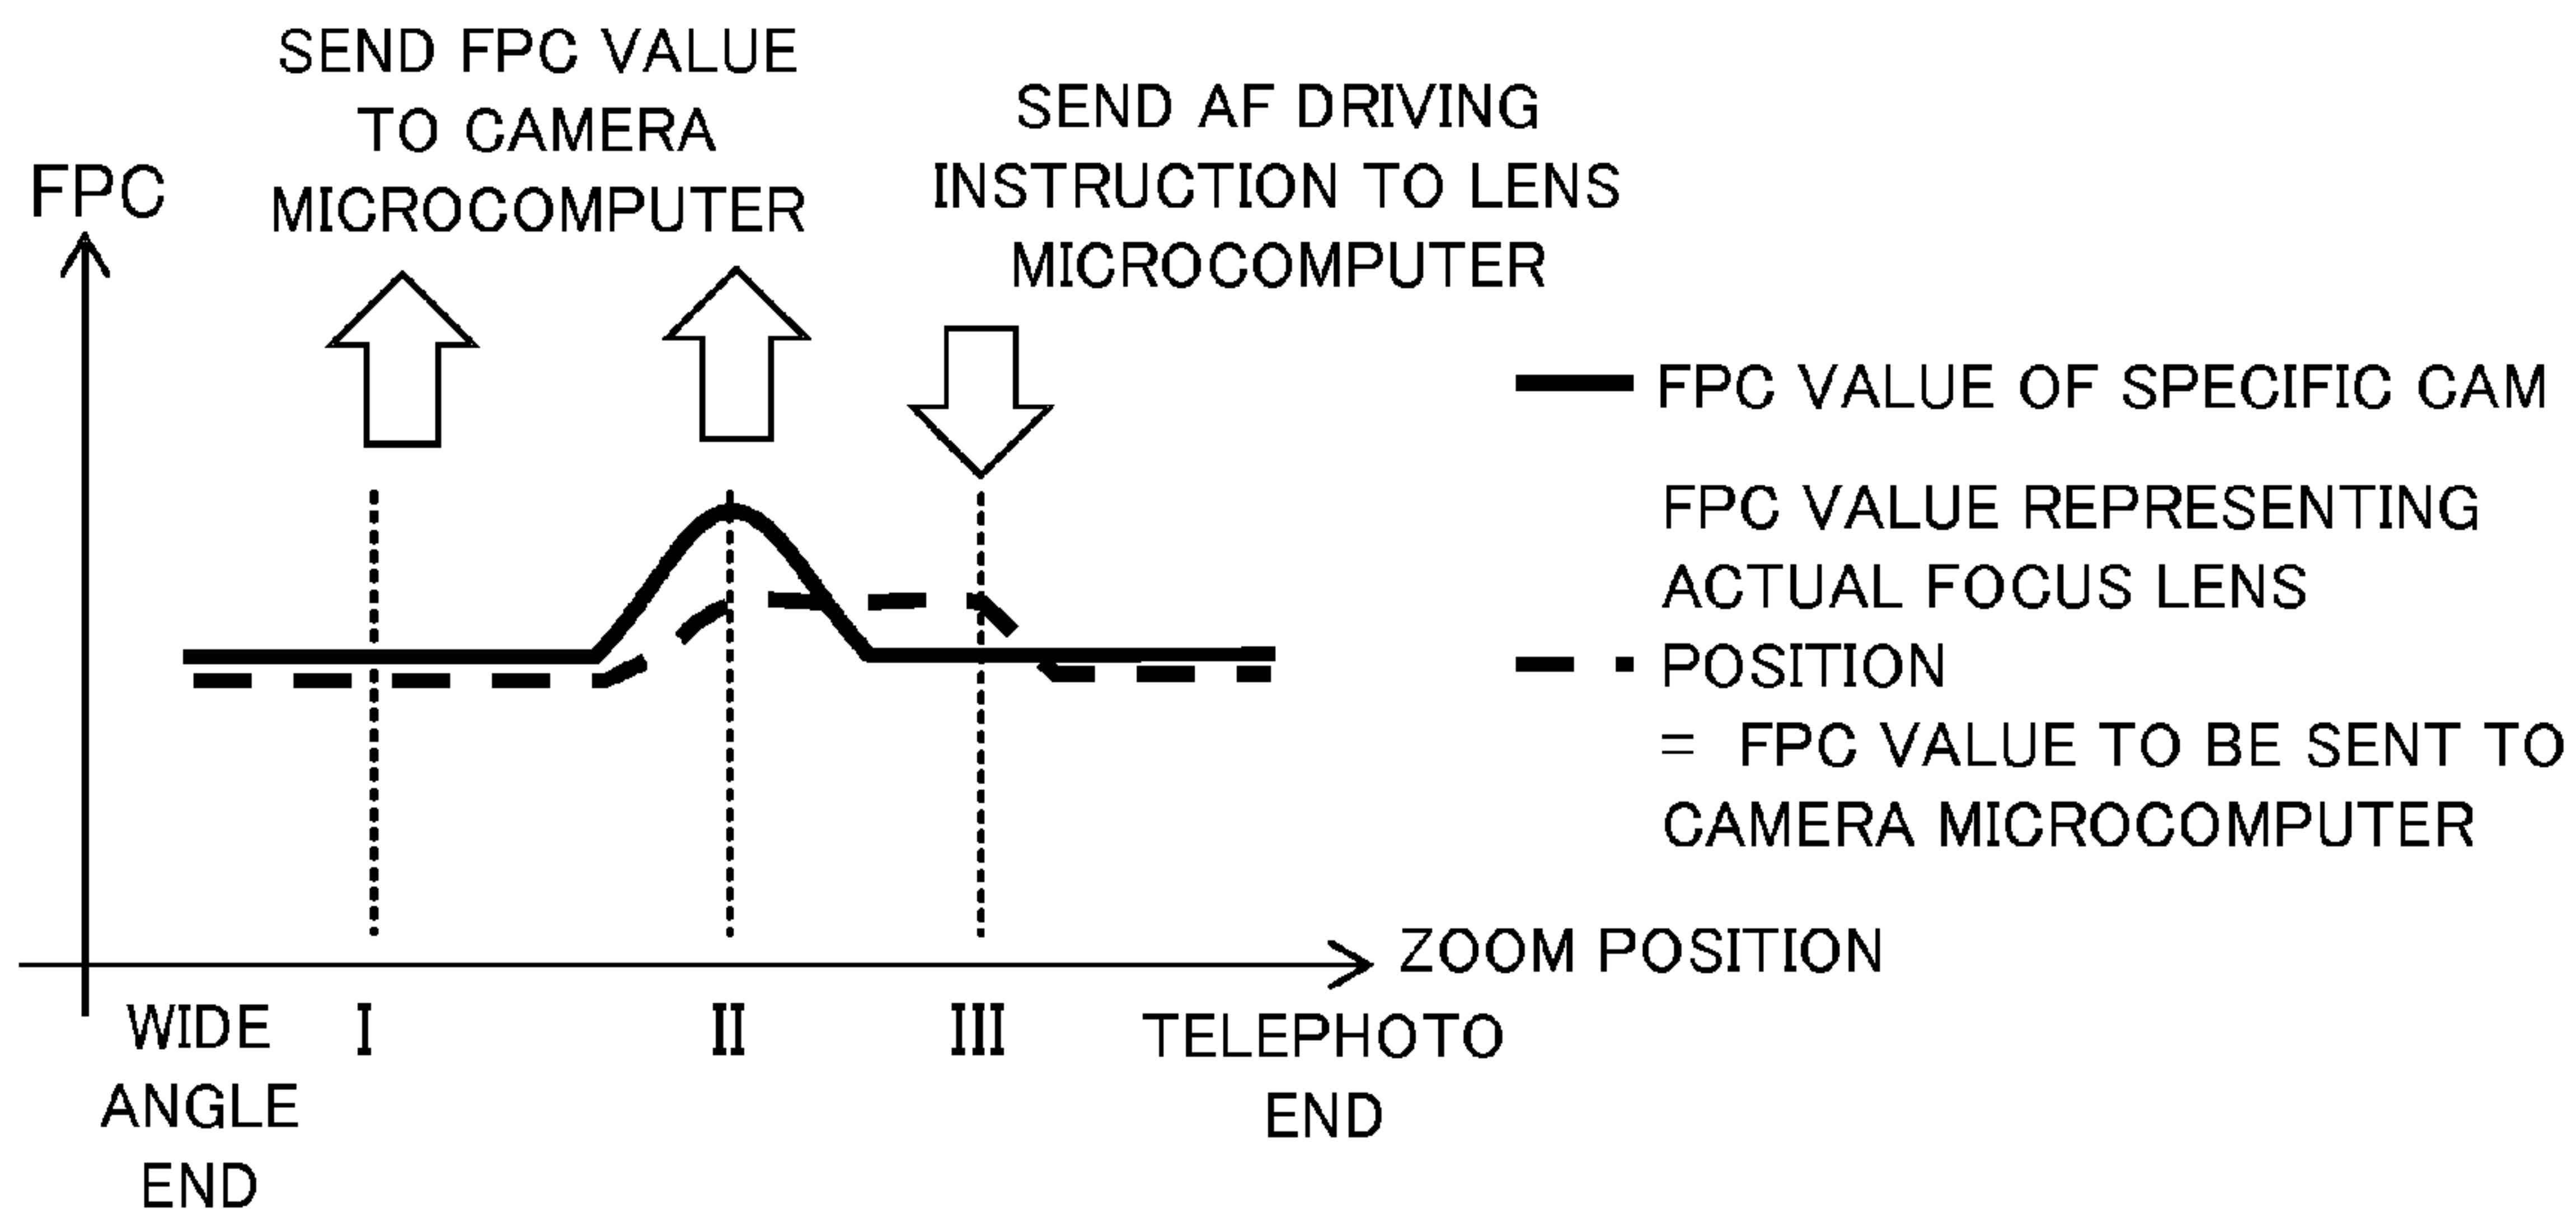 SEND FPC VALUE
TO CAMERA
MICROCOMPUTER
SEND AF DRIVING
INSTRUCTION TO LENS
MICROCOMPUTER
FPC
FPC VALUE OF SPECIFIC CAM
FPC VALUE REPRESENTING
ACTUAL FOCUS LENS
POSITION
= FPC VALUE TO BE SENT TO
CAMERA MICROCOMPUTER
ZOOM POSITION
WIDE
ANGLE
END
I
II
III
TELEPHOTO
END